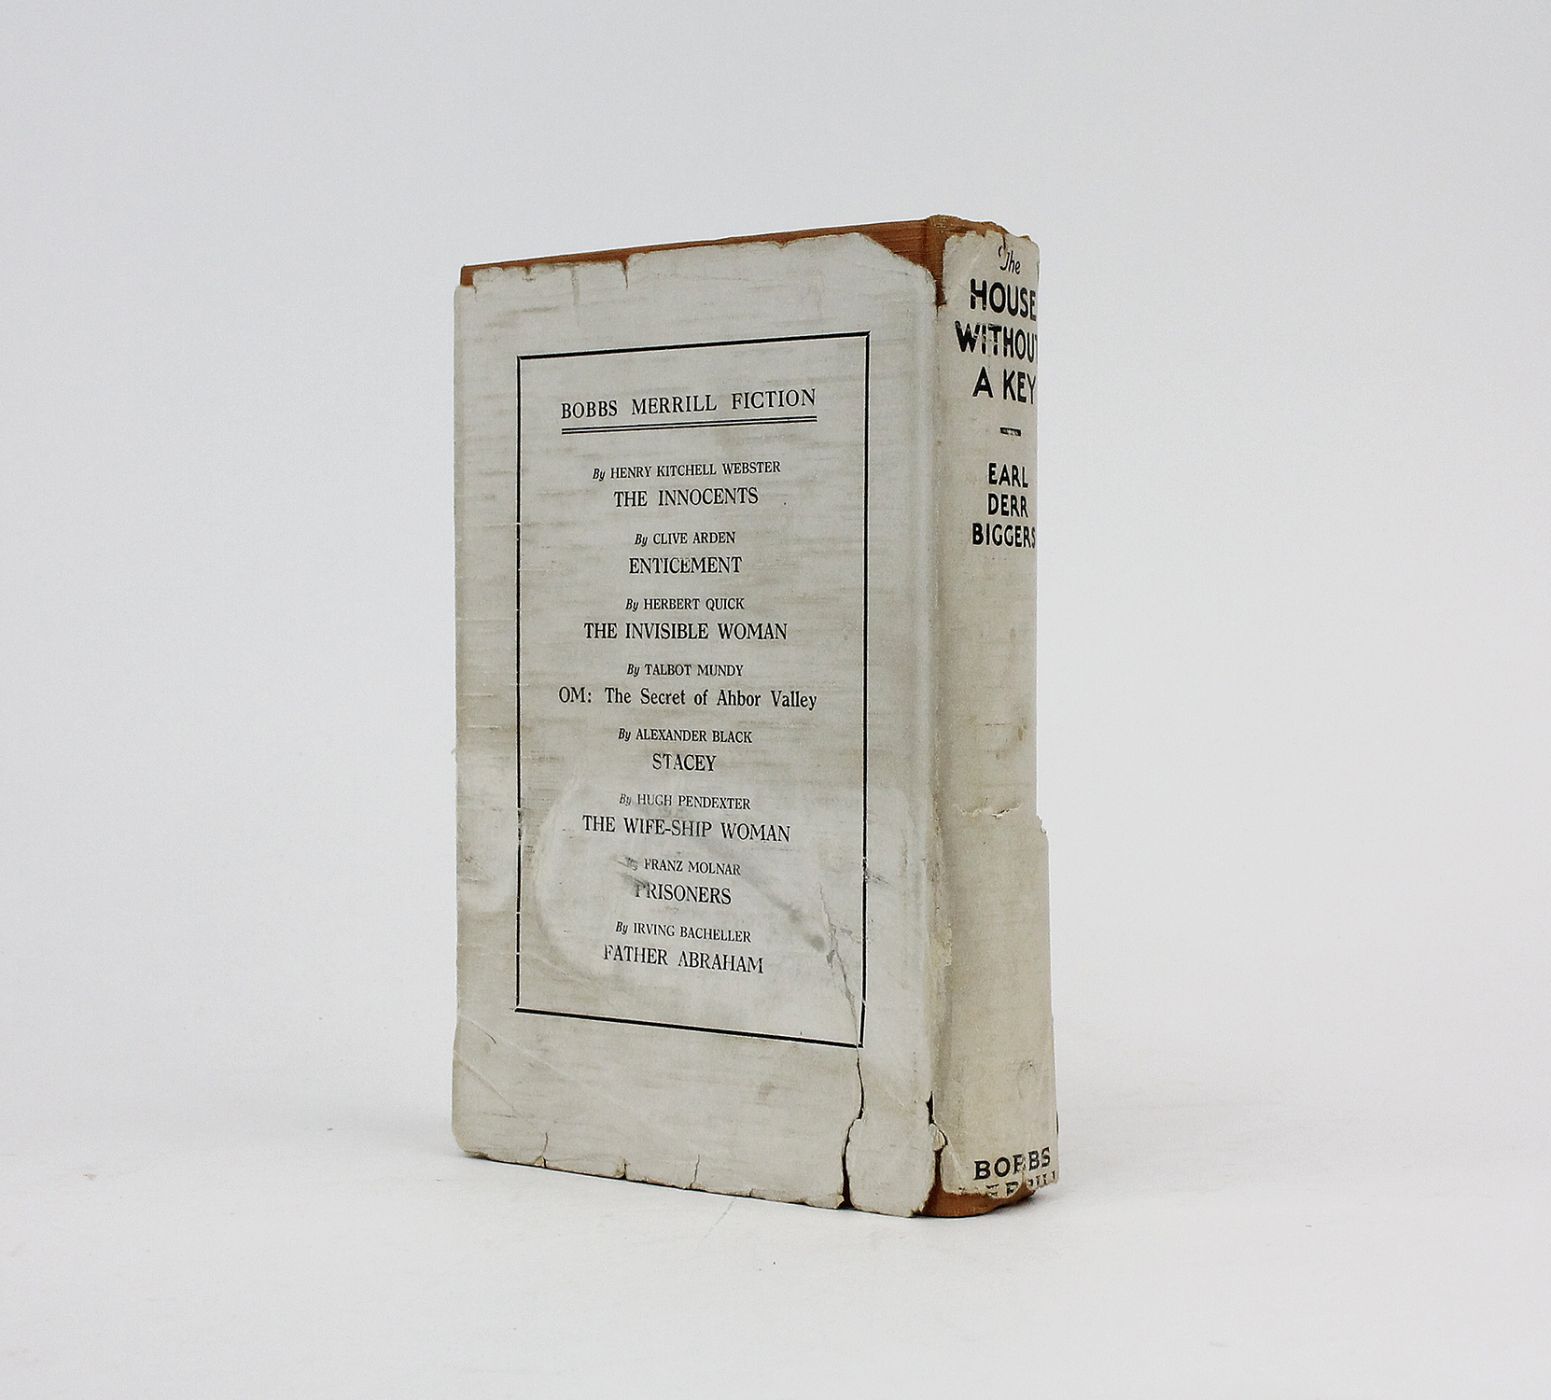 BOBBS MERRILL FICTION
By HENRY KITCHELL WEBSTER
THE INNOCENTS
By CLIVE ARDEN
ENTICEMENT
By HERBERT QUICK
THE INVISIBLE WOMAN
By TALBOT MUNDY
OM: The Secret of Ahbor Valley
By ALEXANDER BLACK
STACEY
By HUGH PENDEXTER
THE WIFE-SHIP WOMAN
By FRANZ MOLNAR
PRISONERS
By IRVING BACHELLER
FATHER ABRAHAM
The
HOUSE
WITHOUT
A KEY
EARL
DERR
BIGGERS
BOBBS